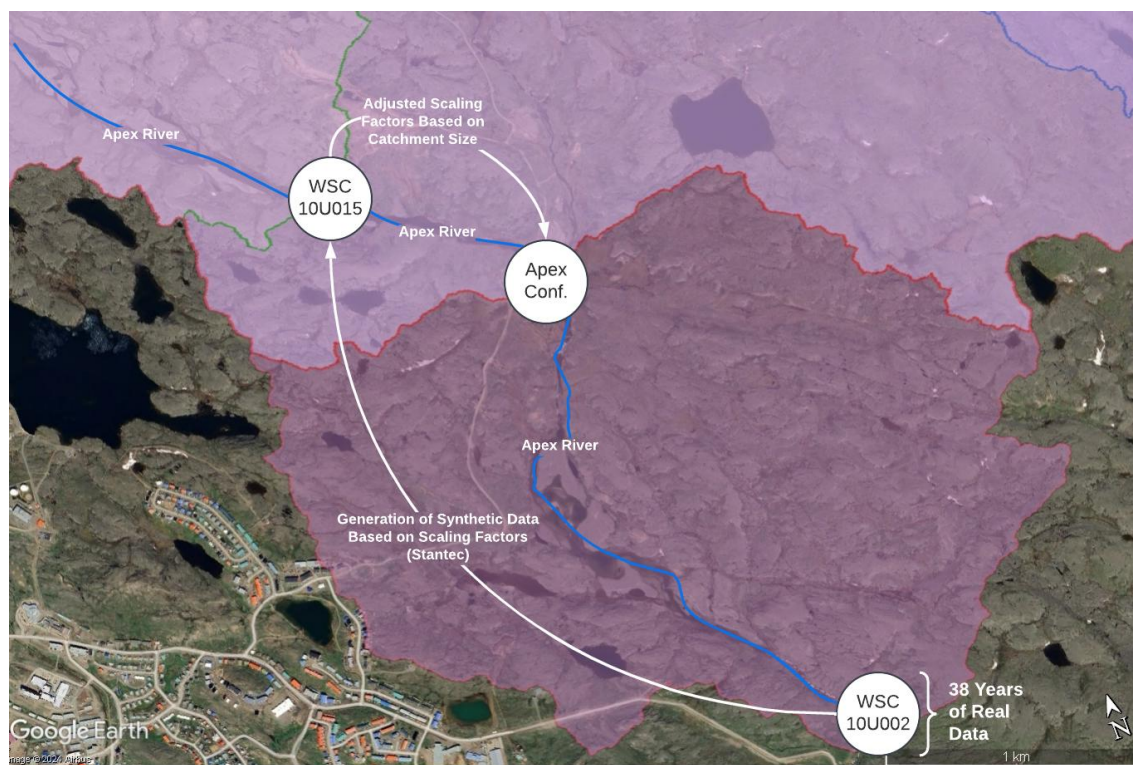 Adjusted Scaling
Factors Based on
Catchment Size
Apex River
WSC
10U015
Apex River
Apex
Conf.
Apex River
Generation of Synthetic Data
Based on Scaling Factors
(Stantec)
WSC
10U002
38 Years
of Real
Data
N
Google Earth
1 km